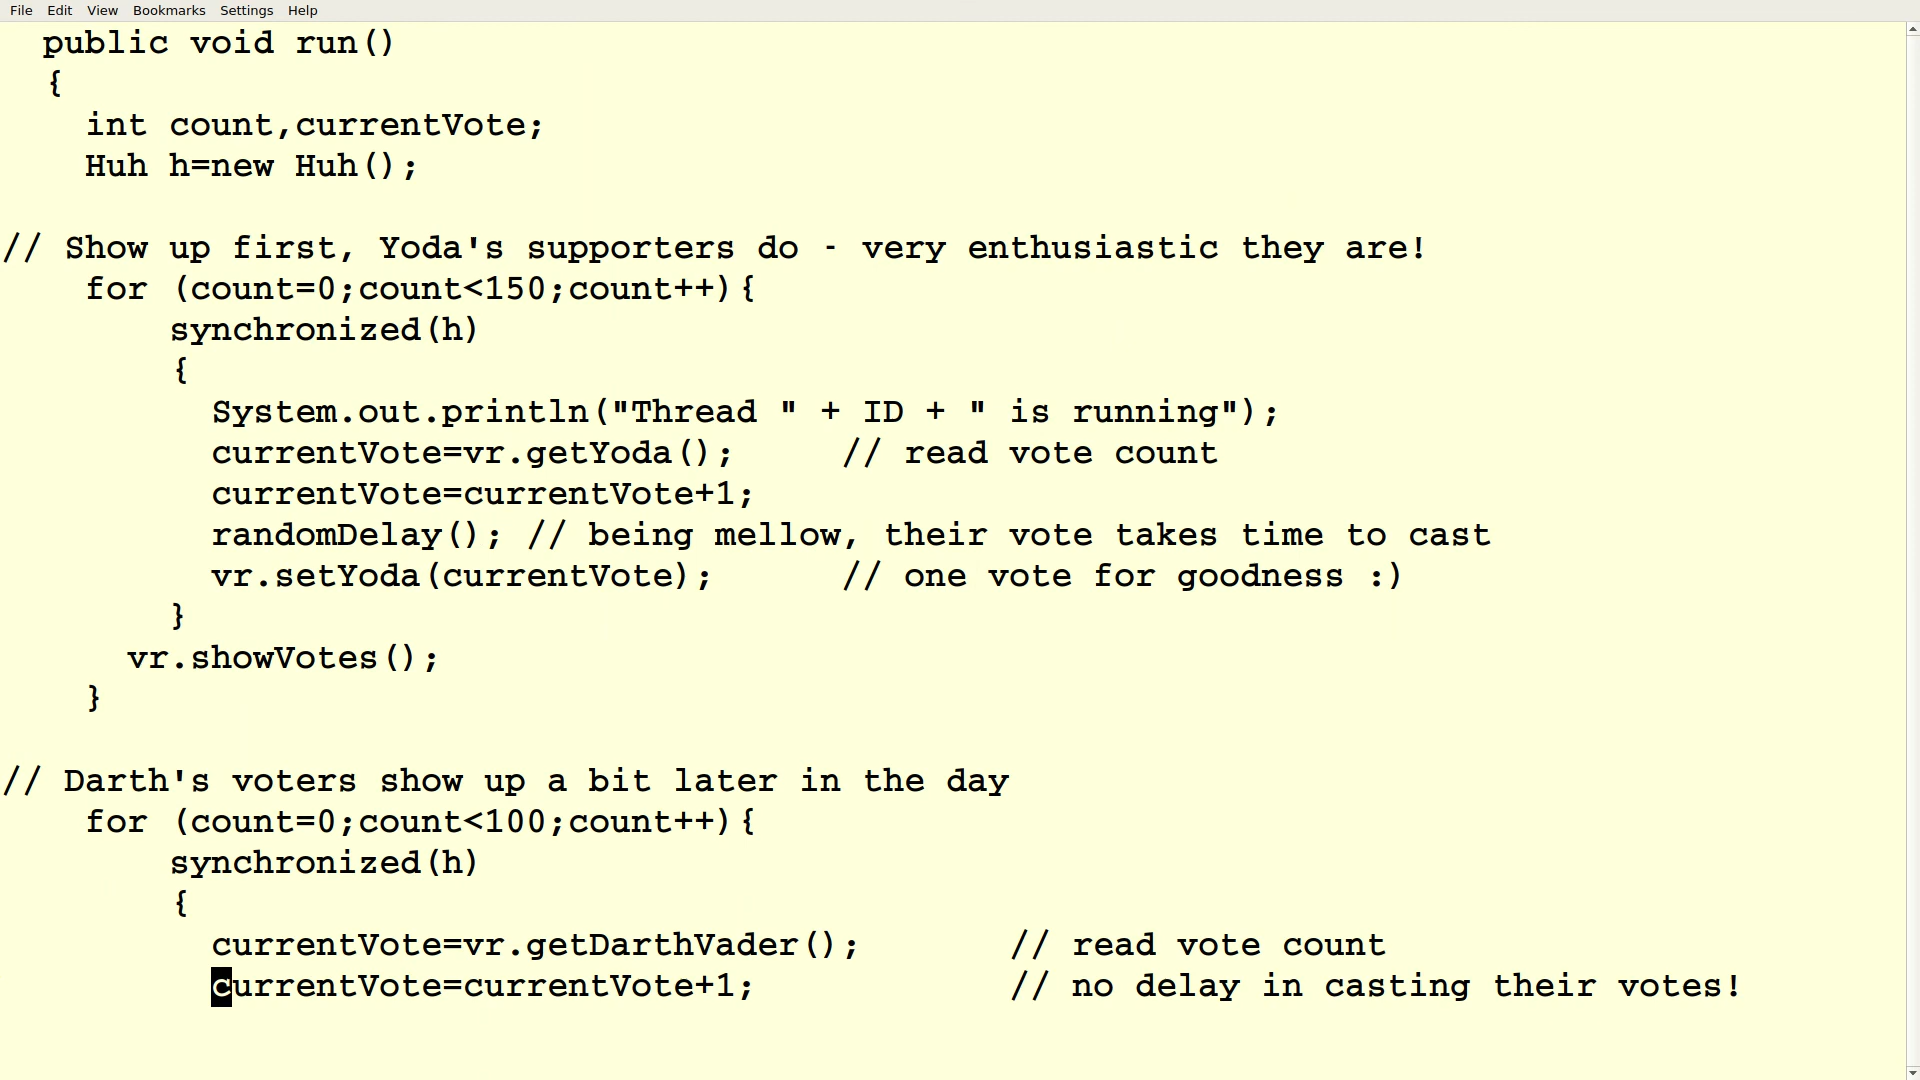 File Edit View Bookmarks Settings Help
public void run()
{
int count,currentVote;
Huh h=new Huh();
// Show up first, Yoda's supporters do - very enthusiastic they are!
for (count=0;count<150;count++){
synchronized(h)
{
System.out.println("Thread " + ID + " is running");
currentVote=vr.getYoda(); // read vote count
currentVote=currentVote+1;
randomDelay(); // being mellow, their vote takes time to cast
vr.setYoda(currentVote); // one vote for goodness :)
}
vr.showVotes();
}
// Darth's voters show up a bit later in the day
for (count=0;count<100;count++){
synchronized(h)
{
currentVote=vr.getDarthVader(); // read vote count
currentVote=currentVote+1; // no delay in casting their votes!